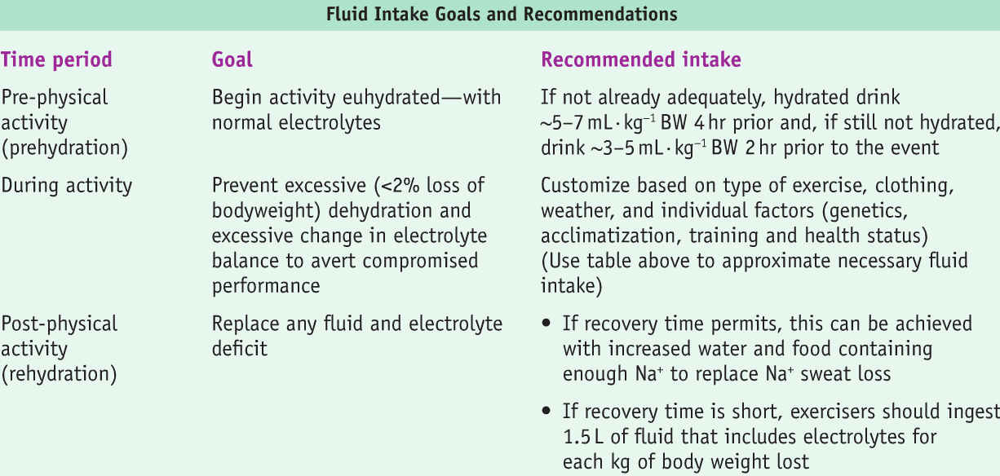 Fluid Intake Goals and Recommendations
Time period Goal Recommended intake
Pre-physical activity (prehydration)
Begin activity euhydrated—with normal electrolytes
If not already adequately, hydrated drink
~5–7 mL·kg⁻¹ BW 4 hr prior and, if still not hydrated,
drink ~3–5 mL·kg⁻¹ BW 2 hr prior to the event
During activity
Prevent excessive (<2% loss of
bodyweight) dehydration and
excessive change in electrolyte
balance to avert compromised
performance
Customize based on type of exercise, clothing,
weather, and individual factors (genetics,
acclimatization, training and health status)
(Use table above to approximate necessary fluid
intake)
Post-physical
activity
(rehydration)
Replace any fluid and electrolyte
deficit
• If recovery time permits, this can be achieved
with increased water and food containing
enough Na⁺ to replace Na⁺ sweat loss
• If recovery time is short, exercisers should ingest
1.5 L of fluid that includes electrolytes for
each kg of body weight lost